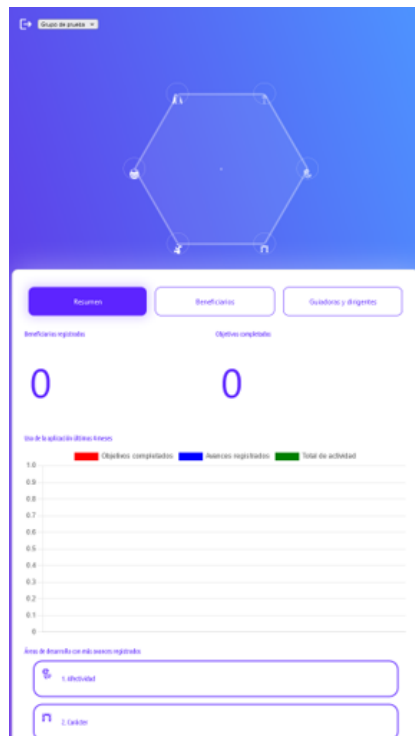 Grupo de prueba
Resumen
Beneficiarios
Guiadoras y dirigentes
Beneficiarios registrados
Objetivos completados
0
0
Uso de la aplicación últimos 4 meses
Objetivos completados
Avances registrados
Total de actividad
1.0
0.9
0.8
0.7
0.6
0.5
0.4
0.3
0.2
0.1
0
Áreas de desarrollo con más avances registrados
1. Afectividad
2. Carácter